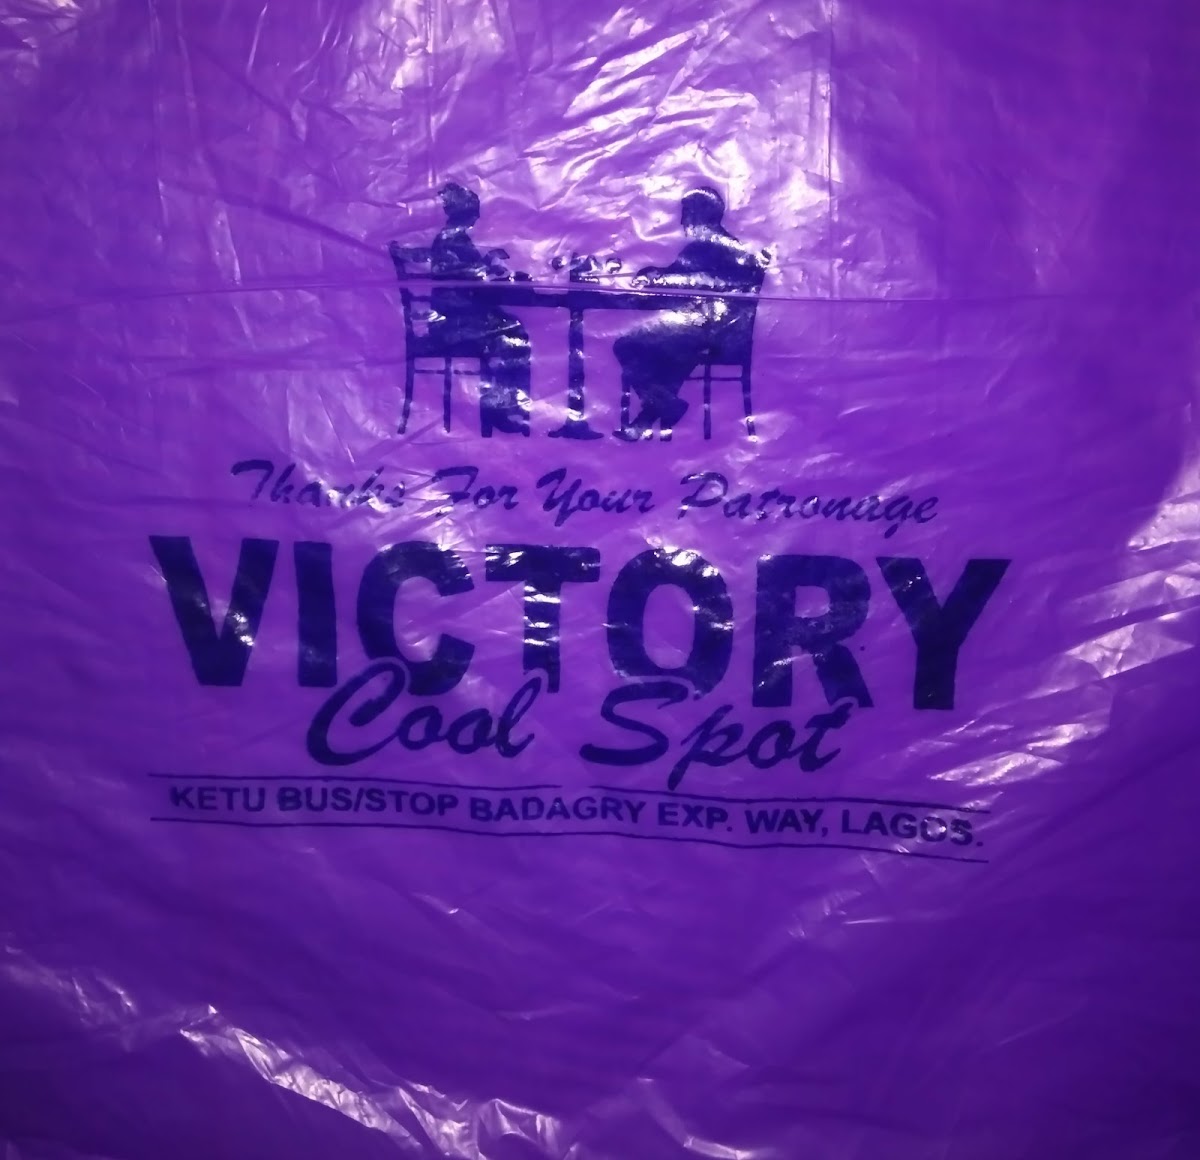 Thanks For Your Patronage
VICTORY
Cool Spot
KETU BUS/STOP BADAGRY EXP. WAY, LAGOS.